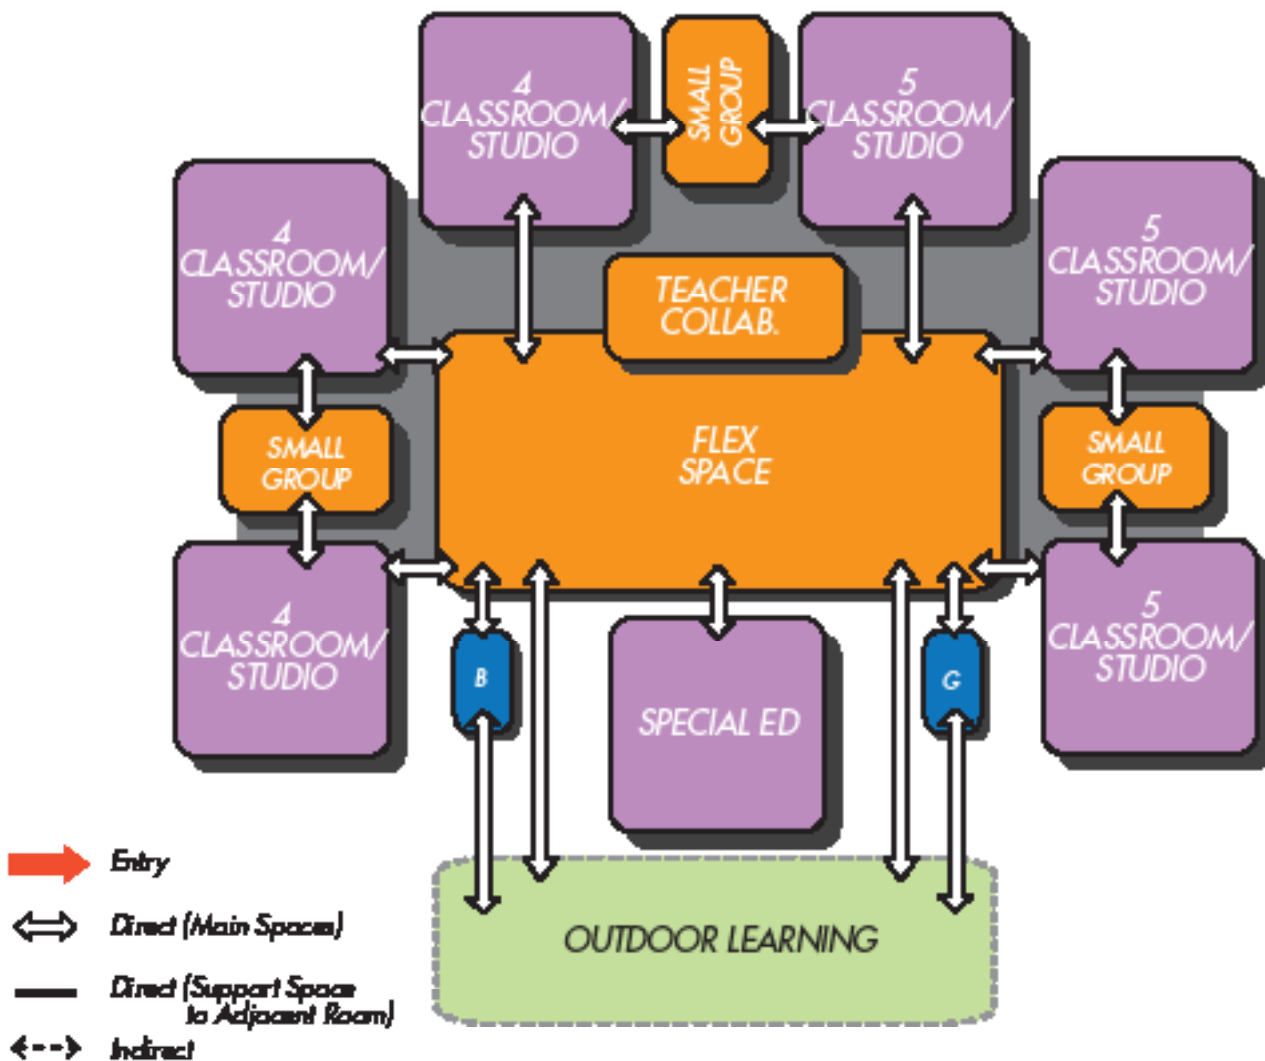 4
CLASSROOM/
STUDIO
SMALL
GROUP
5
CLASSROOM/
STUDIO
4
CLASSROOM/
STUDIO
TEACHER
COLLAB.
5
CLASSROOM/
STUDIO
SMALL
GROUP
FLEX
SPACE
SMALL
GROUP
4
CLASSROOM/
STUDIO
B
SPECIAL ED
G
5
CLASSROOM/
STUDIO
OUTDOOR LEARNING
Entry
Direct (Main Spaces)
Direct (Support Space
to Adjacent Room)
Indirect